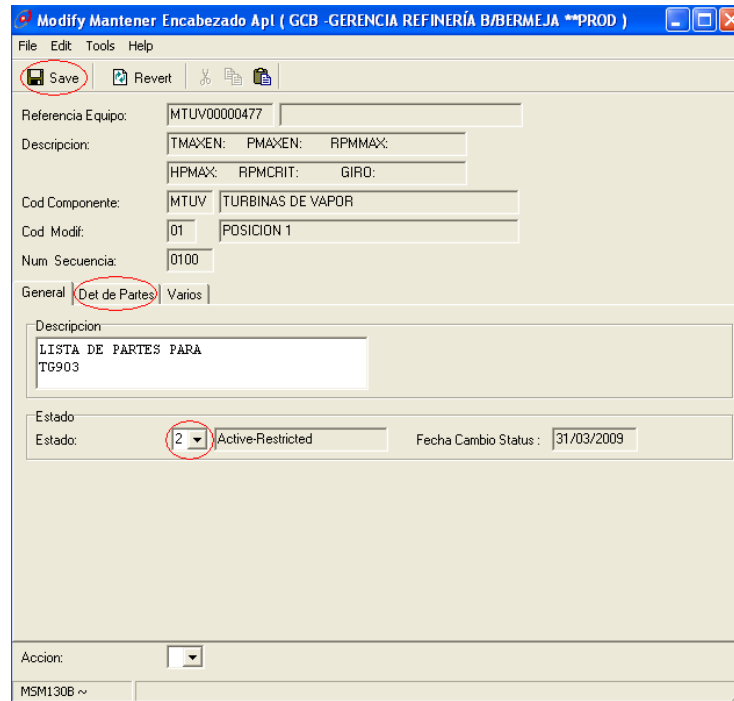 Modify Mantener Encabezado Apl ( GCB -GERENCIA REFINERÍA B/BERMEJA **PROD )
File Edit Tools Help
Save Revert
Referencia Equipo: MTUV00000477
Descripcion: TMAXEN: PMAXEN: RPMMAX:
HPMAX: RPMCRIT: GIRO:
Cod Componente: MTUV TURBINAS DE VAPOR
Cod Modif: 01 POSICION 1
Num Secuencia: 0100
General Det de Partes Varios
Descripcion
LISTA DE PARTES PARA
TG903
Estado
Estado: 2 Active-Restricted Fecha Cambio Status : 31/03/2009
Accion:
MSM130B ~